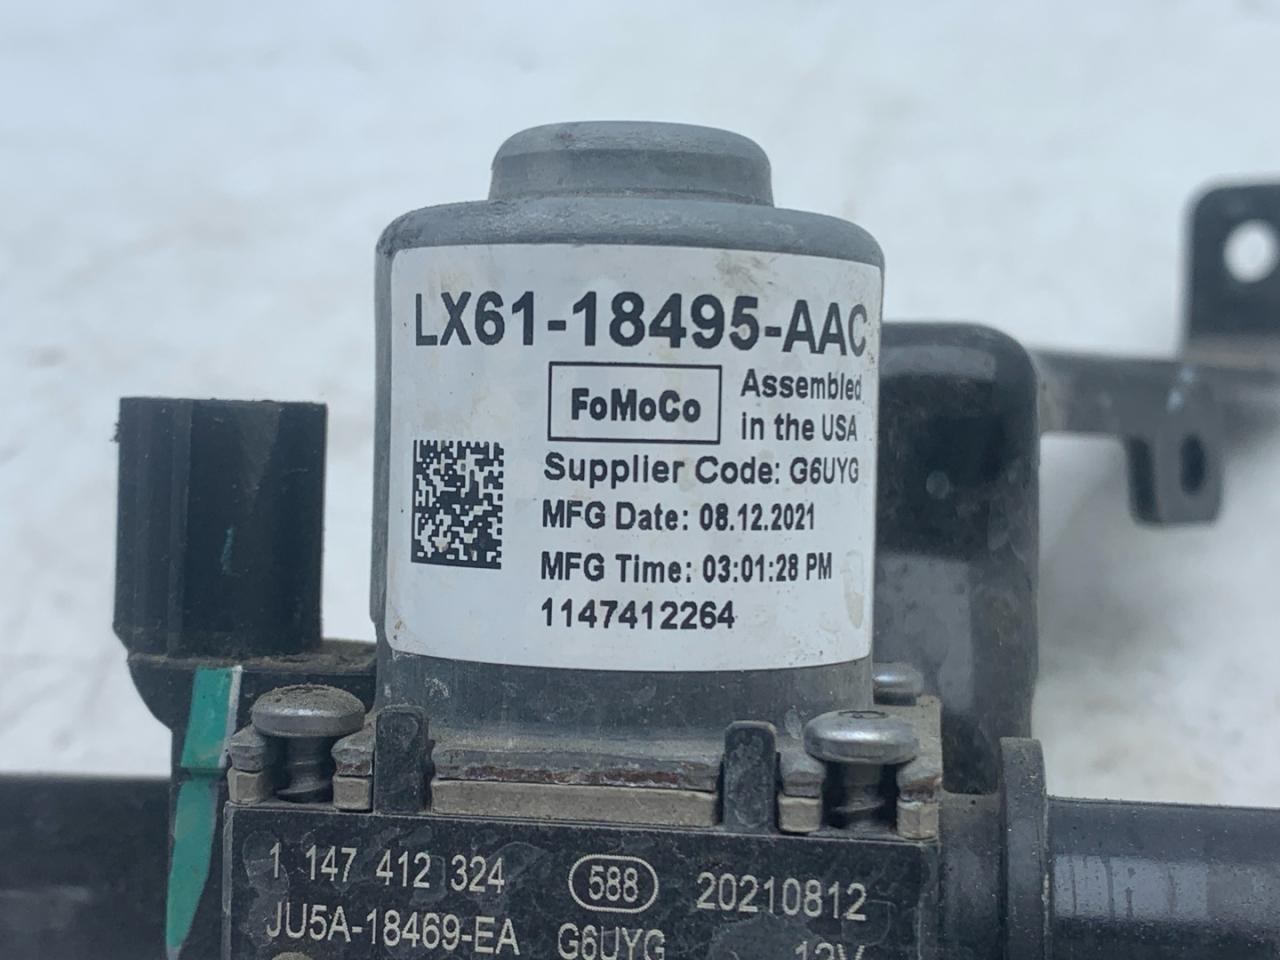 LX61-18495-AAC
FoMoCo
Assembled
in the USA
Supplier Code: G6UYG
MFG Date: 08.12.2021
MFG Time: 03:01:28 PM
1147412264
1 147 412 324 588 20210812
JU5A-18469-EA G6UYG 12V